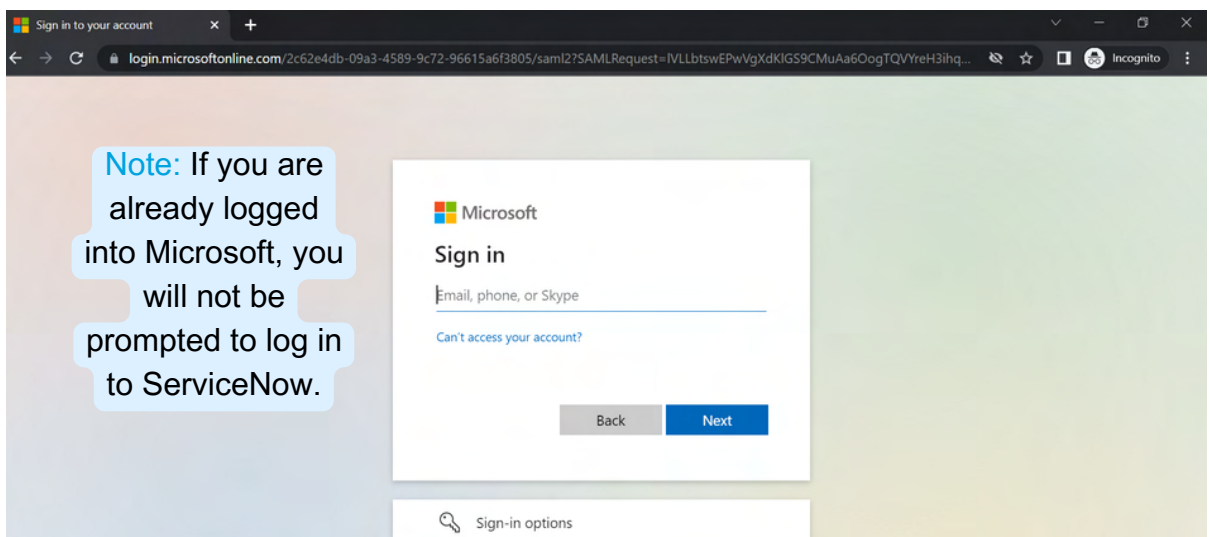 Sign in to your account
login.microsoftonline.com/2c62e4db-09a3-4589-9c72-96615a6f3805/saml2?SAMLRequest=lVLLbtswEPwVgXdKlGS9CMuAa6OogTQVYreH3ihq... Incognito
Note: If you are
already logged
into Microsoft, you
will not be
prompted to log in
to ServiceNow.
Microsoft
Sign in
Email, phone, or Skype
Can't access your account?
Back Next
Sign-in options